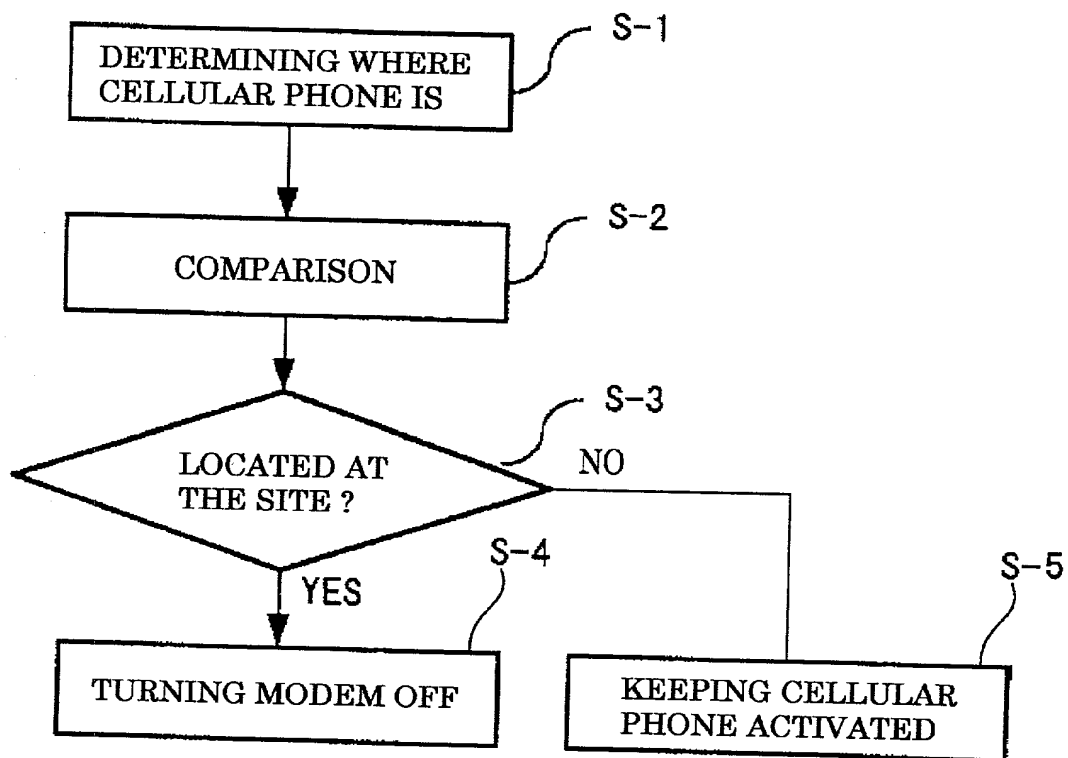 S-1
DETERMINING WHERE
CELLULAR PHONE IS
S-2
COMPARISON
S-3
LOCATED AT
THE SITE ?
NO
YES
S-4
TURNING MODEM OFF
S-5
KEEPING CELLULAR
PHONE ACTIVATED